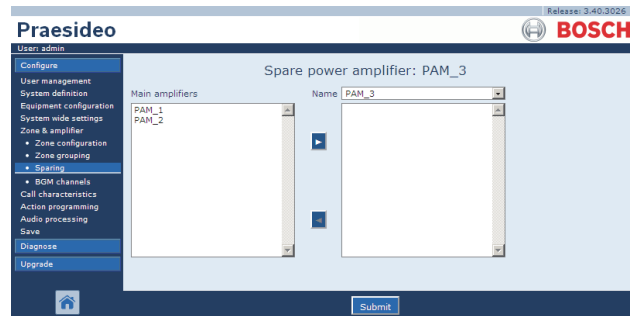 Release: 3.40.3026
Praesideo
BOSCH
User: admin
Configure
User management
System definition
Equipment configuration
System wide settings
Zone & amplifier
• Zone configuration
• Zone grouping
• Sparing
• BGM channels
Call characteristics
Action programming
Audio processing
Save
Diagnose
Upgrade
Spare power amplifier: PAM_3
Main amplifiers
Name PAM_3
PAM_1
PAM_2
Submit